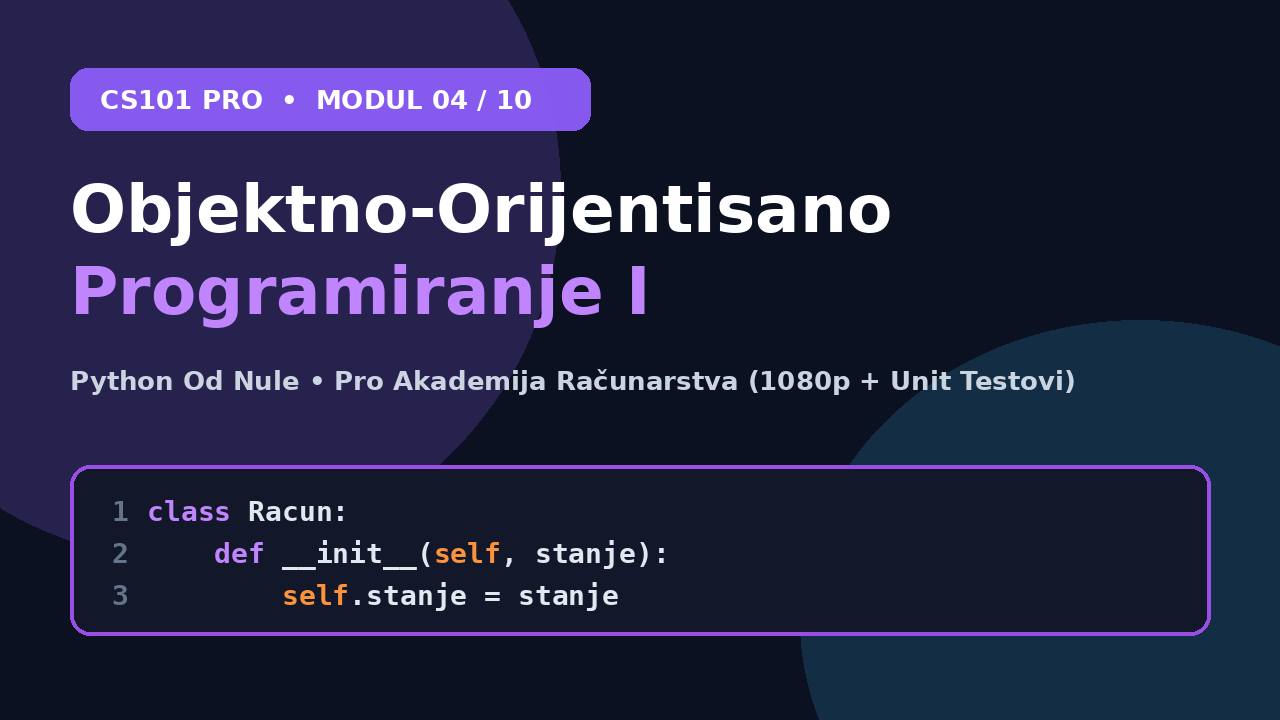 CS101 PRO • MODUL 04 / 10
Objektno-Orijentisano
Programiranje I
Python Od Nule • Pro Akademija Računarstva (1080p + Unit Testovi)
1 class Racun:
2     def __init__(self, stanje):
3         self.stanje = stanje